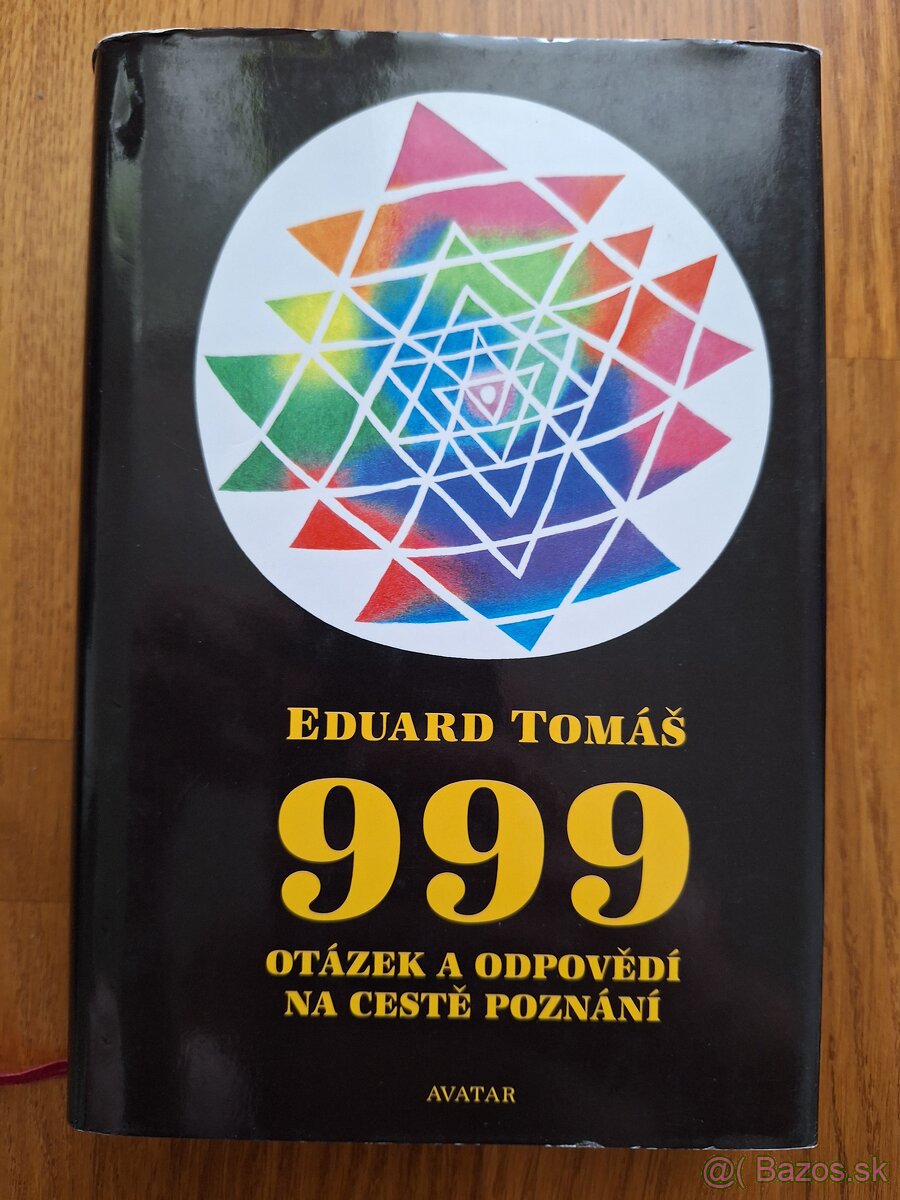 EDUARD TOMÁŠ
999
OTÁZEK A ODPOVĚDÍ
NA CESTĚ POZNÁNÍ
AVATAR
@( Bazos.sk